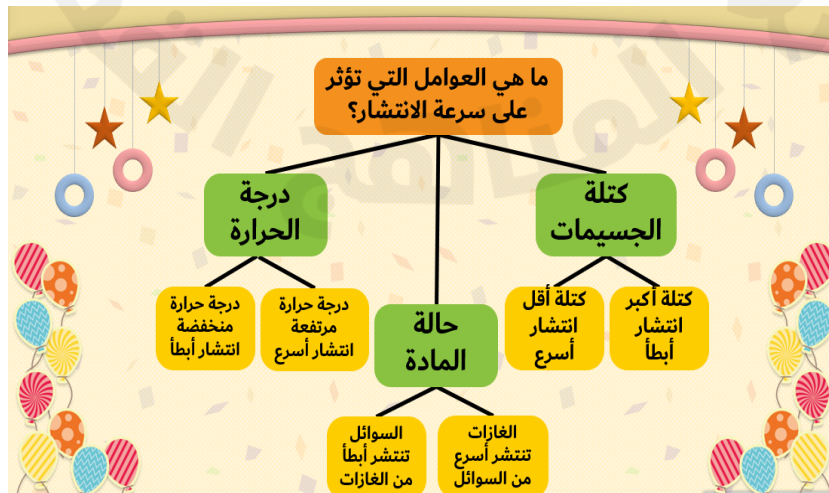 ما هي العوامل التي تؤثر
على سرعة الانتشار؟
كتلة
الجسيمات
كتلة أكبر
انتشار
أبطأ
كتلة أقل
انتشار
أسرع
حالة
المادة
الغازات
تنتشر أسرع
من السوائل
السوائل
تنتشر أبطأ
من الغازات
درجة
الحرارة
درجة حرارة
مرتفعة
انتشار أسرع
درجة حرارة
منخفضة
انتشار أبطأ